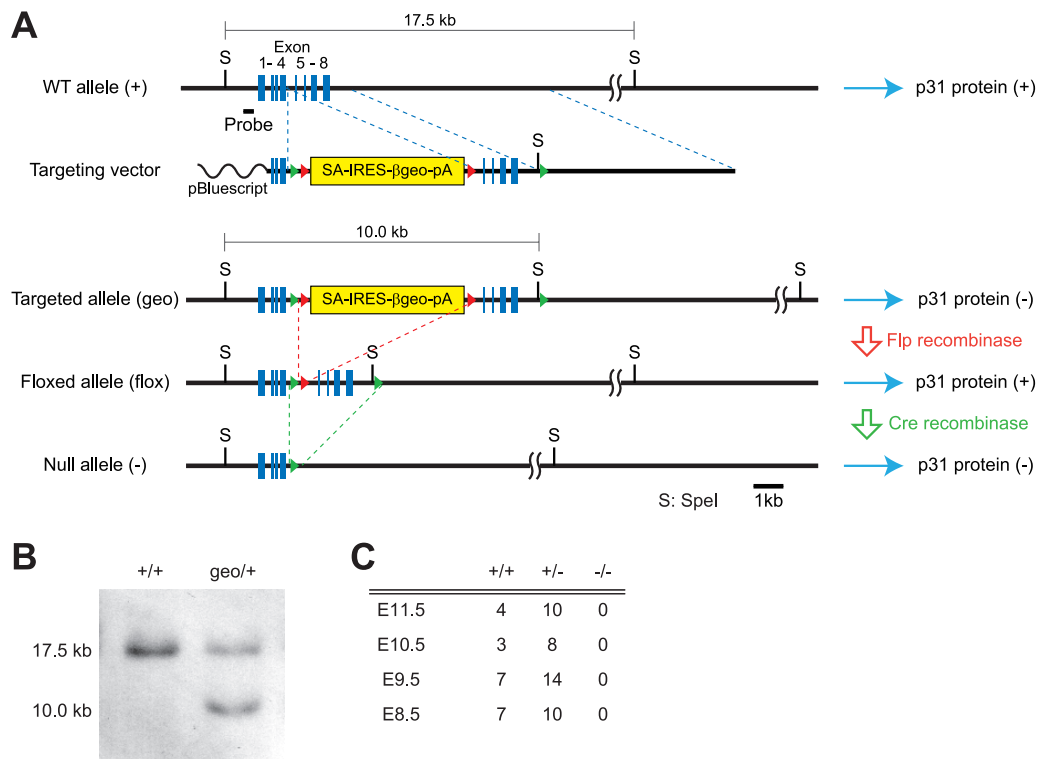 A
17.5 kb
S
Exon
1- 4 5 - 8
S
WT allele (+)
p31 protein (+)
Probe
S
Targeting vector
SA-IRES-βgeo-pA
pBluescript
10.0 kb
S
S
S
Targeted allele (geo)
SA-IRES-βgeo-pA
p31 protein (-)
Flp recombinase
S
S
S
Floxed allele (flox)
p31 protein (+)
Cre recombinase
S
S
Null allele (-)
p31 protein (-)
S: SpeI
1kb
B
+/+ geo/+
17.5 kb
10.0 kb
C
+/+ +/- -/-
E11.5 4 10 0
E10.5 3 8 0
E9.5 7 14 0
E8.5 7 10 0